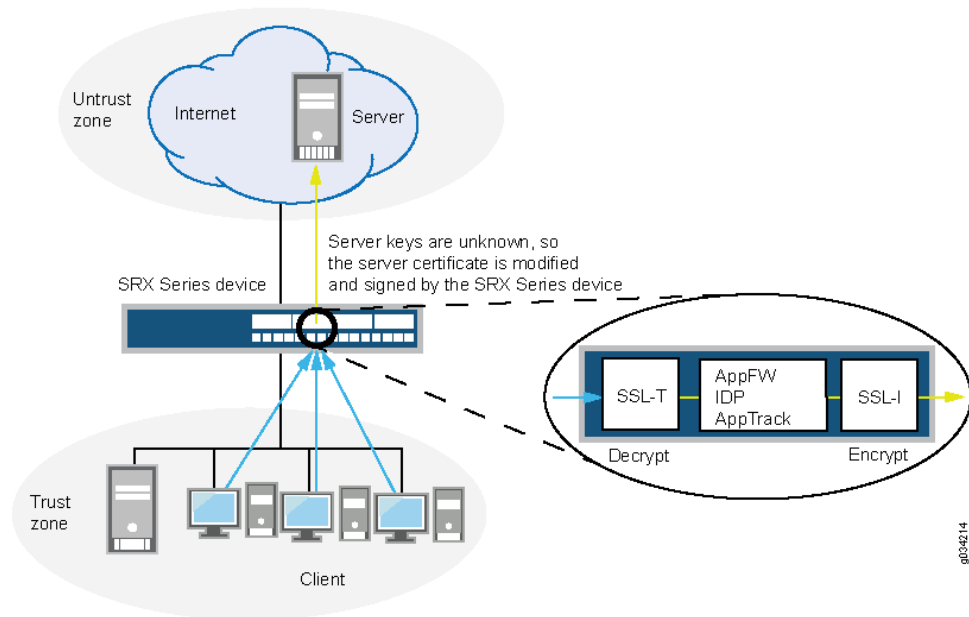 Untrust
zone
Internet
Server
Server keys are unknown, so
the server certificate is modified
and signed by the SRX Series device
SRX Series device
SSL-T
AppFW
IDP
AppTrack
SSL-I
Decrypt
Encrypt
Trust
zone
Client
g034214